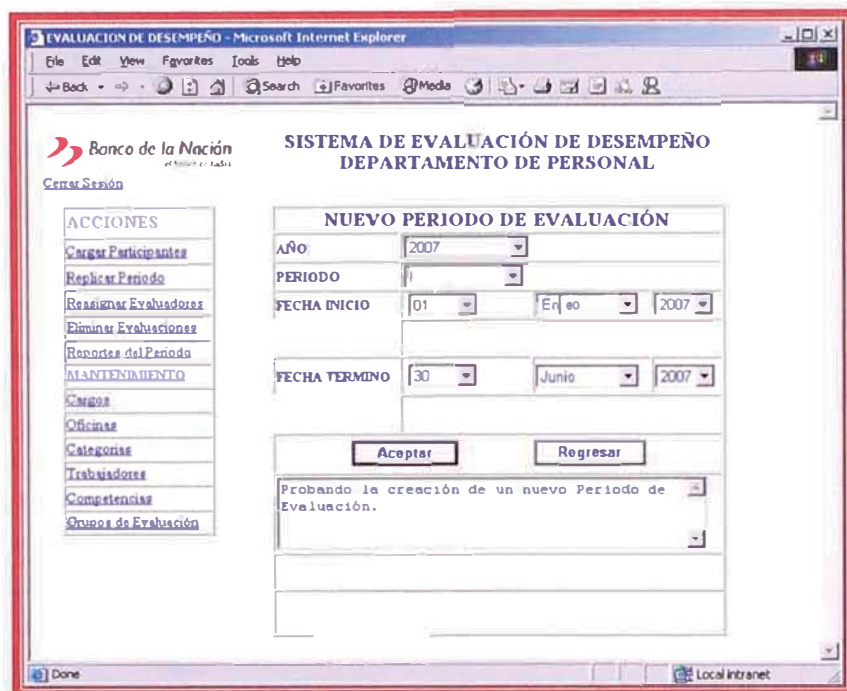 EVALUACION DE DESEMPEÑO - Microsoft Internet Explorer
File Edit View Favorites Tools Help
Back Search Favorites Media
Banco de la Nación
SISTEMA DE EVALUACIÓN DE DESEMPEÑO
DEPARTAMENTO DE PERSONAL
Cerrar Sesión
ACCIONES
Cargar Participantes
Replicar Periodo
Reasignar Evaluadores
Eliminar Evaluaciones
Reportes del Periodo
MANTENIMIENTO
Cargos
Oficinas
Categorias
Trabajadores
Competencias
Grupos de Evaluación
NUEVO PERIODO DE EVALUACIÓN
AÑO 2007
PERIODO I
FECHA INICIO 01 Enero 2007
FECHA TERMINO 30 Junio 2007
Aceptar Regresar
Probando la creación de un nuevo Periodo de
Evaluación.
Done Local intranet